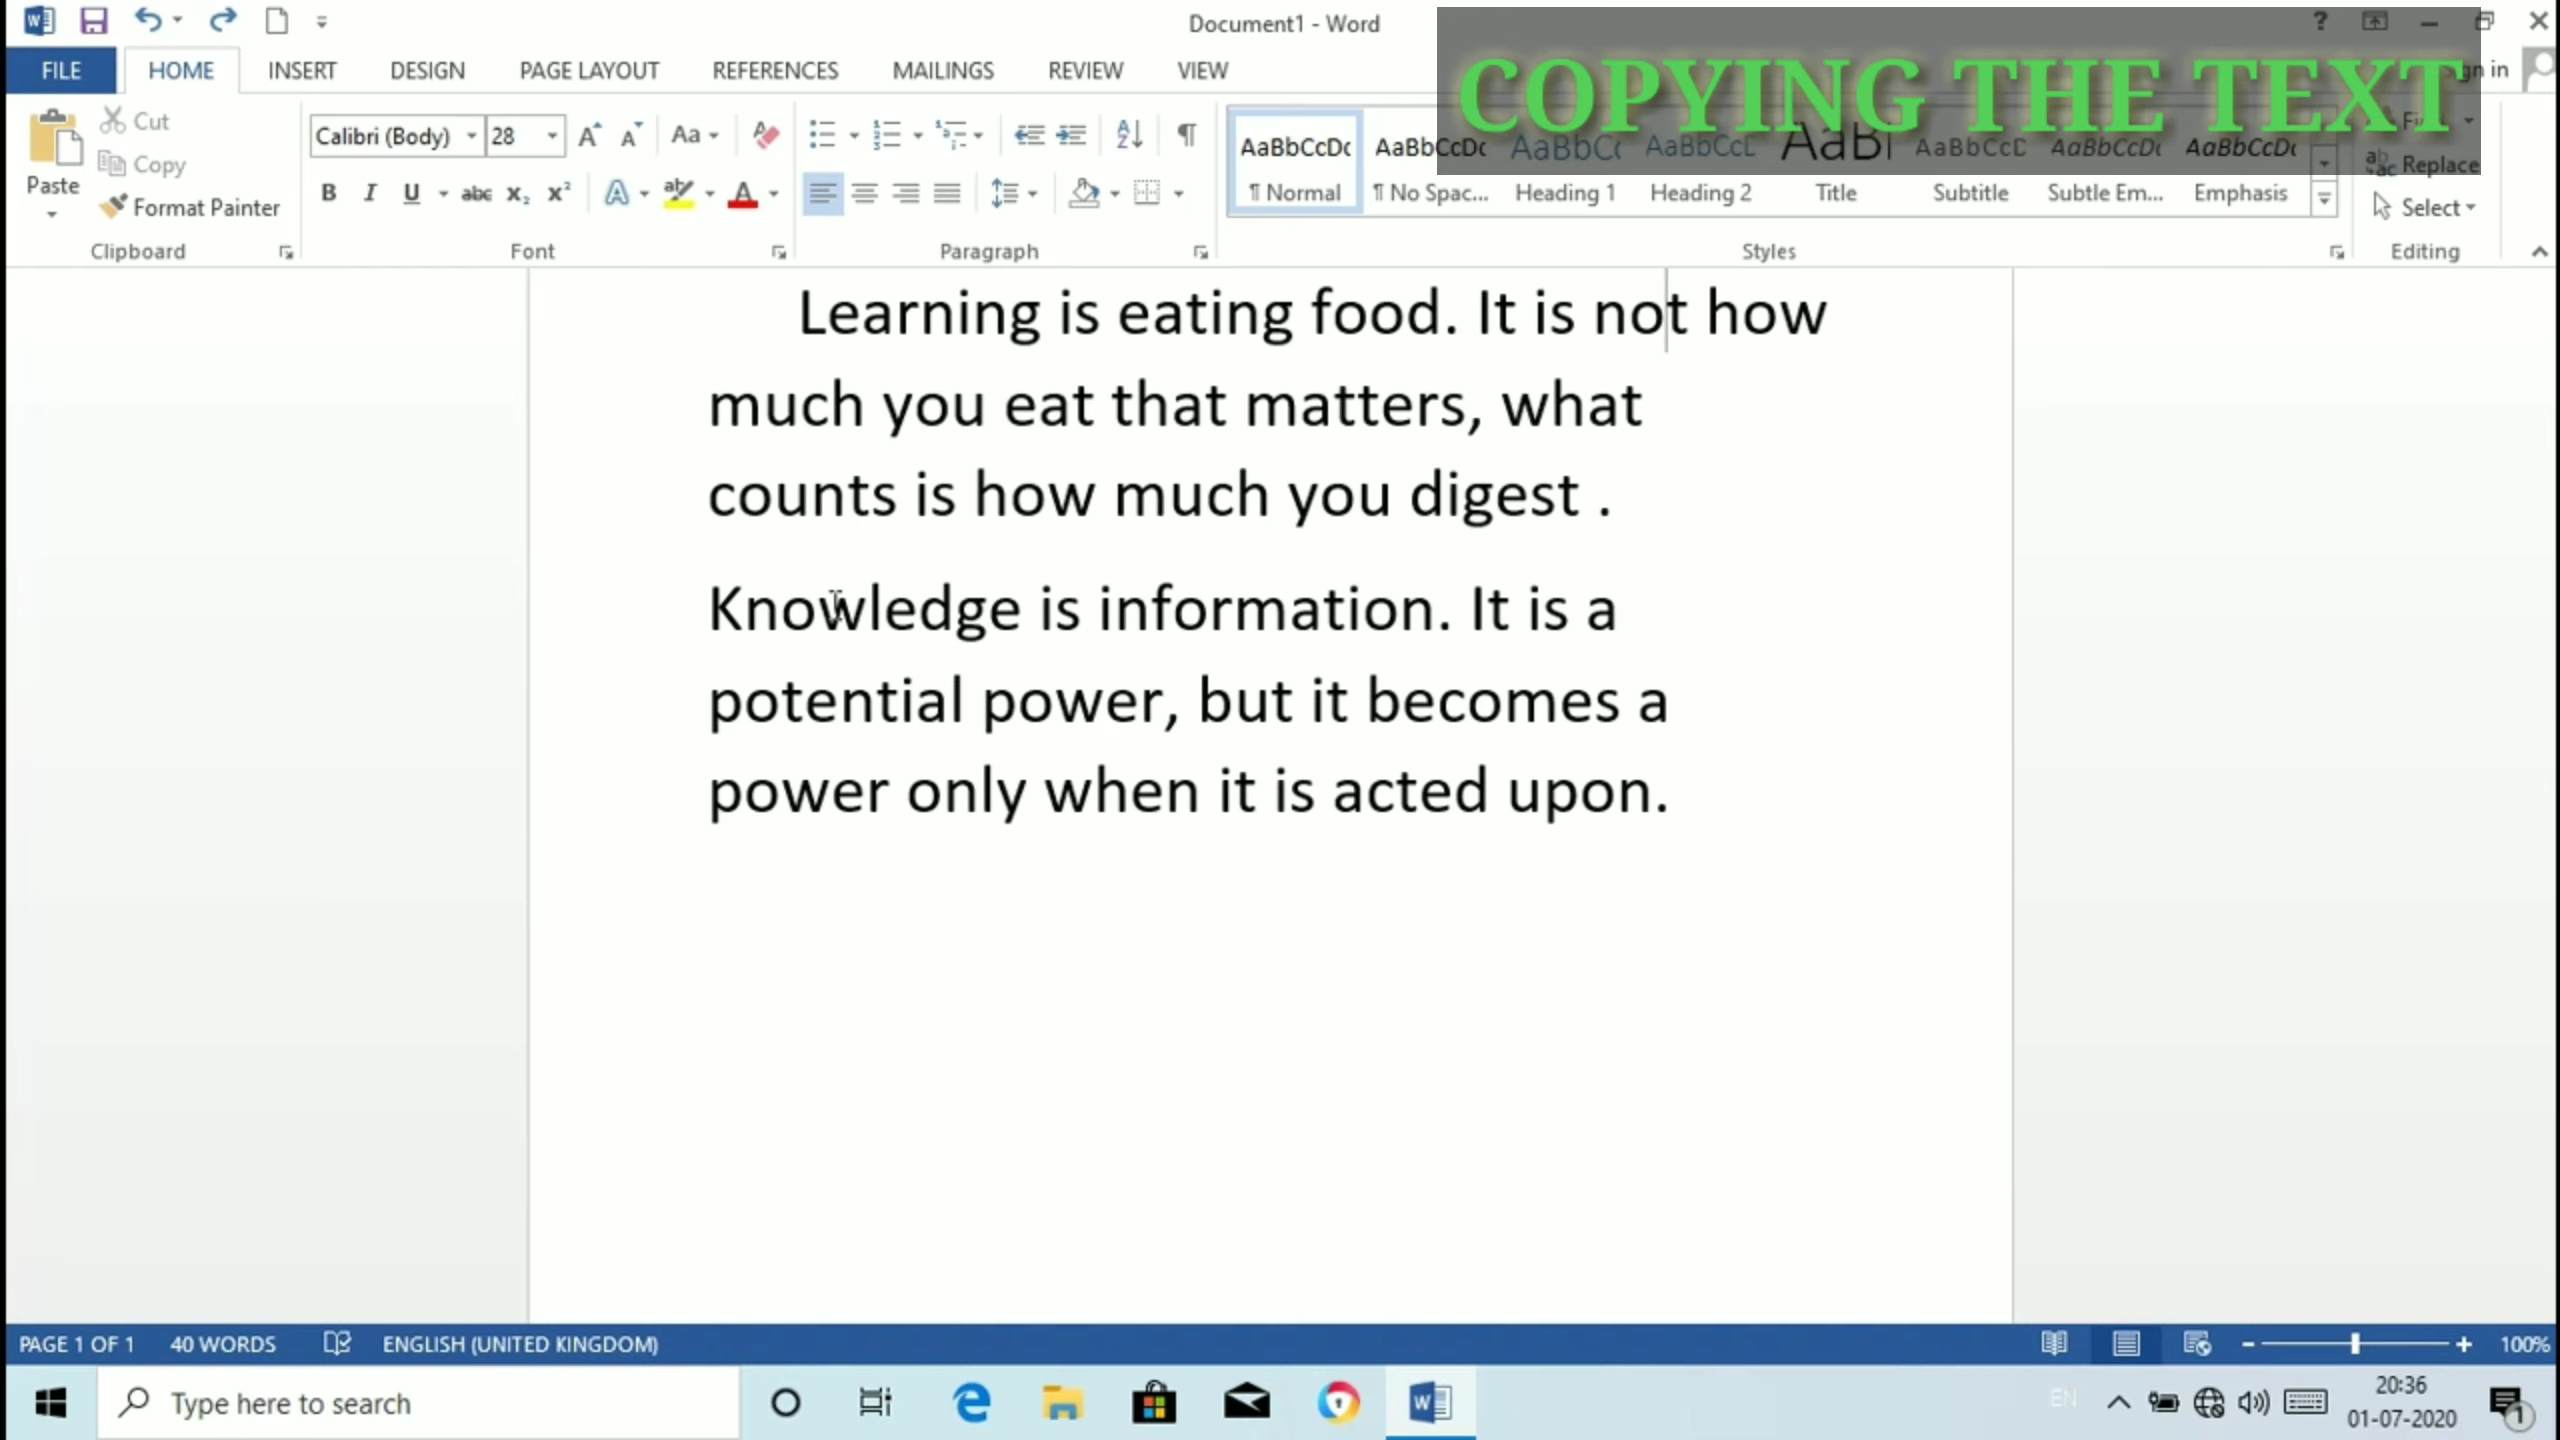 Document1 - Word
COPYING THE TEXT
FILE HOME INSERT DESIGN PAGE LAYOUT REFERENCES MAILINGS REVIEW VIEW
Cut
Copy
Format Painter
Paste
Clipboard
Calibri (Body) 28
Font
Paragraph
AaBbCcDc AaBbCcDc AaBbCc AaBbCcD AaBl AaBbCcD AaBbCcDc AaBbCcDc
¶ Normal ¶ No Spac... Heading 1 Heading 2 Title Subtitle Subtle Em... Emphasis
Styles
Replace
Select
Editing
Learning is eating food. It is not how
much you eat that matters, what
counts is how much you digest .
Knowledge is information. It is a
potential power, but it becomes a
power only when it is acted upon.
PAGE 1 OF 1 40 WORDS ENGLISH (UNITED KINGDOM) 100%
Type here to search
EN
20:36
01-07-2020
1